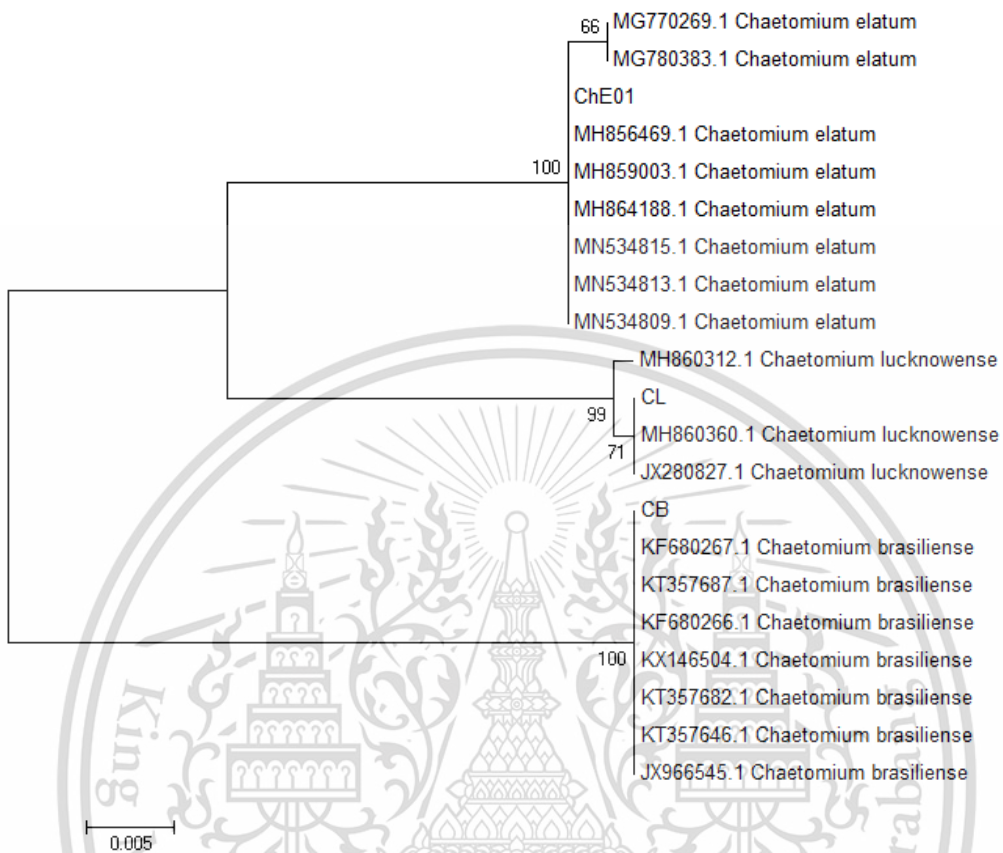 66
MG770269.1 Chaetomium elatum
MG780383.1 Chaetomium elatum
ChE01
MH856469.1 Chaetomium elatum
100
MH859003.1 Chaetomium elatum
MH864188.1 Chaetomium elatum
MN534815.1 Chaetomium elatum
MN534813.1 Chaetomium elatum
MN534809.1 Chaetomium elatum
MH860312.1 Chaetomium lucknowense
CL
99
MH860360.1 Chaetomium lucknowense
71
JX280827.1 Chaetomium lucknowense
CB
KF680267.1 Chaetomium brasiliense
KT357687.1 Chaetomium brasiliense
KF680266.1 Chaetomium brasiliense
100
KX146504.1 Chaetomium brasiliense
KT357682.1 Chaetomium brasiliense
KT357646.1 Chaetomium brasiliense
JX966545.1 Chaetomium brasiliense
King
0.005